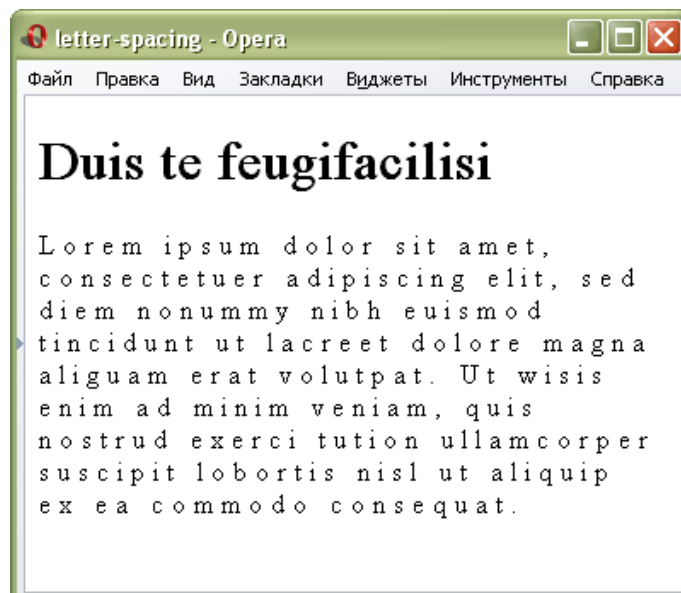 letter-spacing - Opera
Файл Правка Вид Закладки Виджеты Инструменты Справка
Duis te feugifacilisi
Lorem ipsum dolor sit amet,
consectetuer adipiscing elit, sed
diem nonummy nibh euismod
tincidunt ut lacreet dolore magna
aliguam erat volutpat. Ut wisis
enim ad minim veniam, quis
nostrud exerci tution ullamcorper
suscipit lobortis nisl ut aliquip
ex ea commodo consequat.